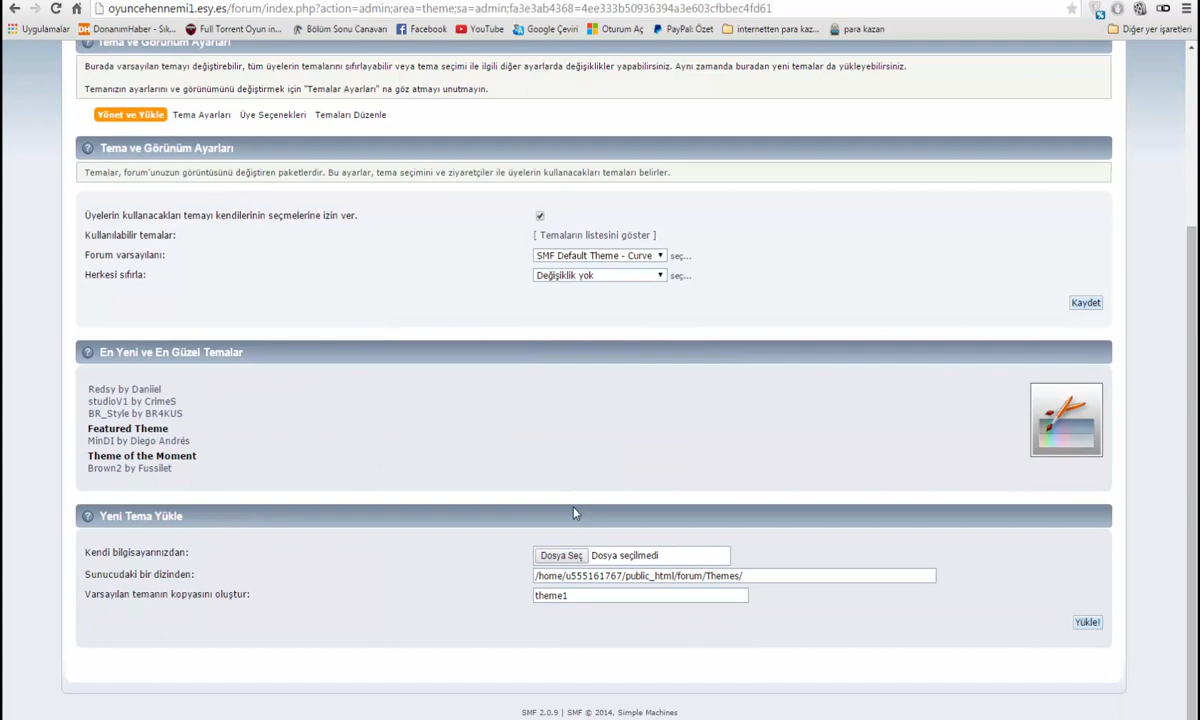 oyuncehennemi1.esy.es/forum/index.php?action=admin;area=theme;sa=admin;fa3e3ab4368=4ee333b50936394a3e603cfbbec4fd61
Uygulamalar DonanımHaber - Sık... Full Torrent Oyun in... Bölüm Sonu Canavarı Facebook YouTube Google Çeviri Oturum Aç PayPal: Özet internetten para kaz... para kazan Diğer yer işaretleri
Tema ve Görünüm Ayarları
Burada varsayılan temayı değiştirebilir, tüm üyelerin temalarını sıfırlayabilir veya tema seçimi ile ilgili diğer ayarlarda değişiklikler yapabilirsiniz. Aynı zamanda buradan yeni temalar da yükleyebilirsiniz.
Temanızın ayarlarını ve görünümünü değiştirmek için "Temalar Ayarları" na göz atmayı unutmayın.
Yönet ve Yükle Tema Ayarları Üye Seçenekleri Temaları Düzenle
Tema ve Görünüm Ayarları
Temalar, forum'unuzun görüntüsünü değiştiren paketlerdir. Bu ayarlar, tema seçimini ve ziyaretçiler ile üyelerin kullanacakları temaları belirler.
Üyelerin kullanacakları temayı kendilerinin seçmelerine izin ver.
Kullanılabilir temalar: [ Temaların listesini göster ]
Forum varsayılanı: SMF Default Theme - Curve seç...
Herkesi sıfırla: Değişiklik yok seç...
Kaydet
En Yeni ve En Güzel Temalar
Redsy by Daniiel
studioV1 by CrimeS
BR_Style by BR4KUS
Featured Theme
MinDI by Diego Andrés
Theme of the Moment
Brown2 by Fussilet
Yeni Tema Yükle
Kendi bilgisayarınızdan: Dosya Seç Dosya seçilmedi
Sunucudaki bir dizinden: /home/u555161767/public_html/forum/Themes/
Varsayılan temanın kopyasını oluştur: theme1
Yükle!
SMF 2.0.9 | SMF © 2014, Simple Machines